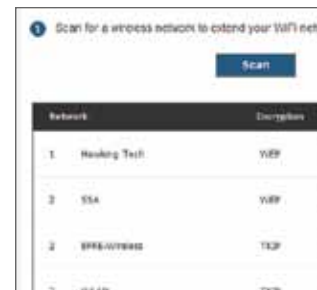 1 Scan for a wireless network to extend your WiFi net
Scan
Network Encryption
1 Hawking Tech WEP
2 SSA WEP
TKIP